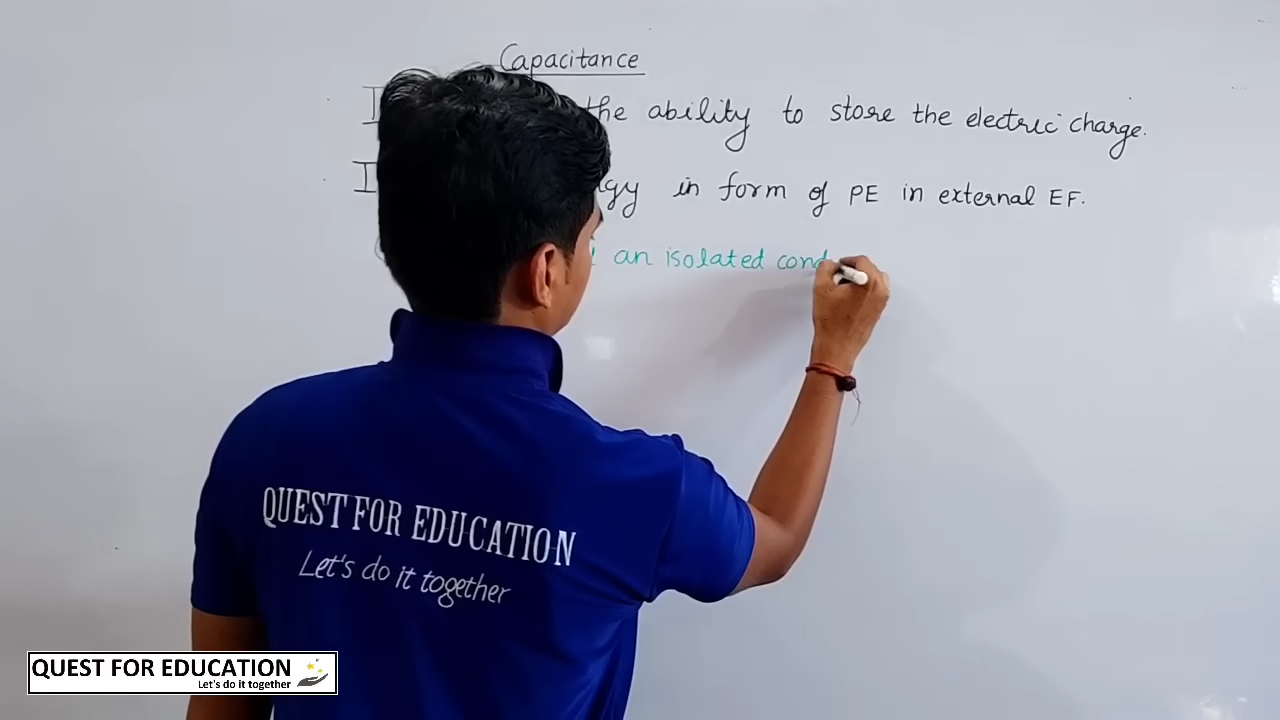 Capacitance
the ability to store the electric charge.
in form of PE in external EF.
an isolated
QUEST FOR EDUCATION
Let's do it together
QUEST FOR EDUCATION
Let's do it together